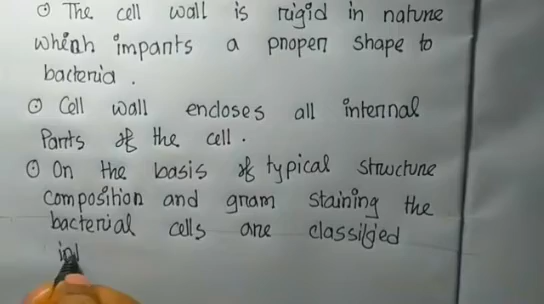 ⊙ The cell wall is rigid in nature
which imparts a proper shape to
bacteria .
⊙ Cell wall encloses all internal
Parts of the cell .
⊙ On the basis of typical structure
composition and gram staining the
bacterial cells are classified